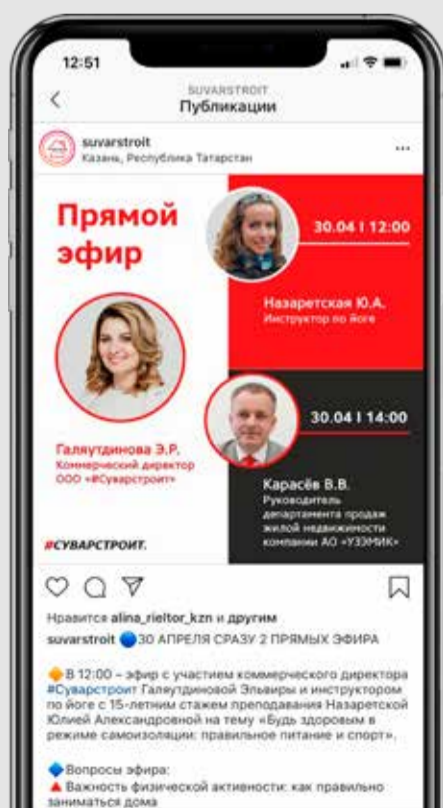 12:51
SUVARSTROIT
Публикации
suvarstroit
Казань, Республика Татарстан
Прямой
эфир
30.04 I 12:00
Назаретская Ю.А.
Инструктор по йоге
30.04 I 14:00
Галяутдинова Э.Р.
Коммерческий директор
ООО «#Суварстроит»
Карасёв В.В.
Руководитель
департамента продаж
жилой недвижимости
компании АО «УЗЭМИК»
#СУВАРСТРОИТ.
Нравится alina_rieltor_kzn и другим
suvarstroit 🔵30 АПРЕЛЯ СРАЗУ 2 ПРЯМЫХ ЭФИРА
🔶В 12:00 – эфир с участием коммерческого директора
#Суварстроит Галяутдиновой Эльвиры и инструктором
по йоге с 15-летним стажем преподавания Назаретской
Юлией Александровной на тему «Будь здоровым в
режиме самоизоляции: правильное питание и спорт».
🔷Вопросы эфира:
🔺Важность физической активности: как правильно
заниматься дома